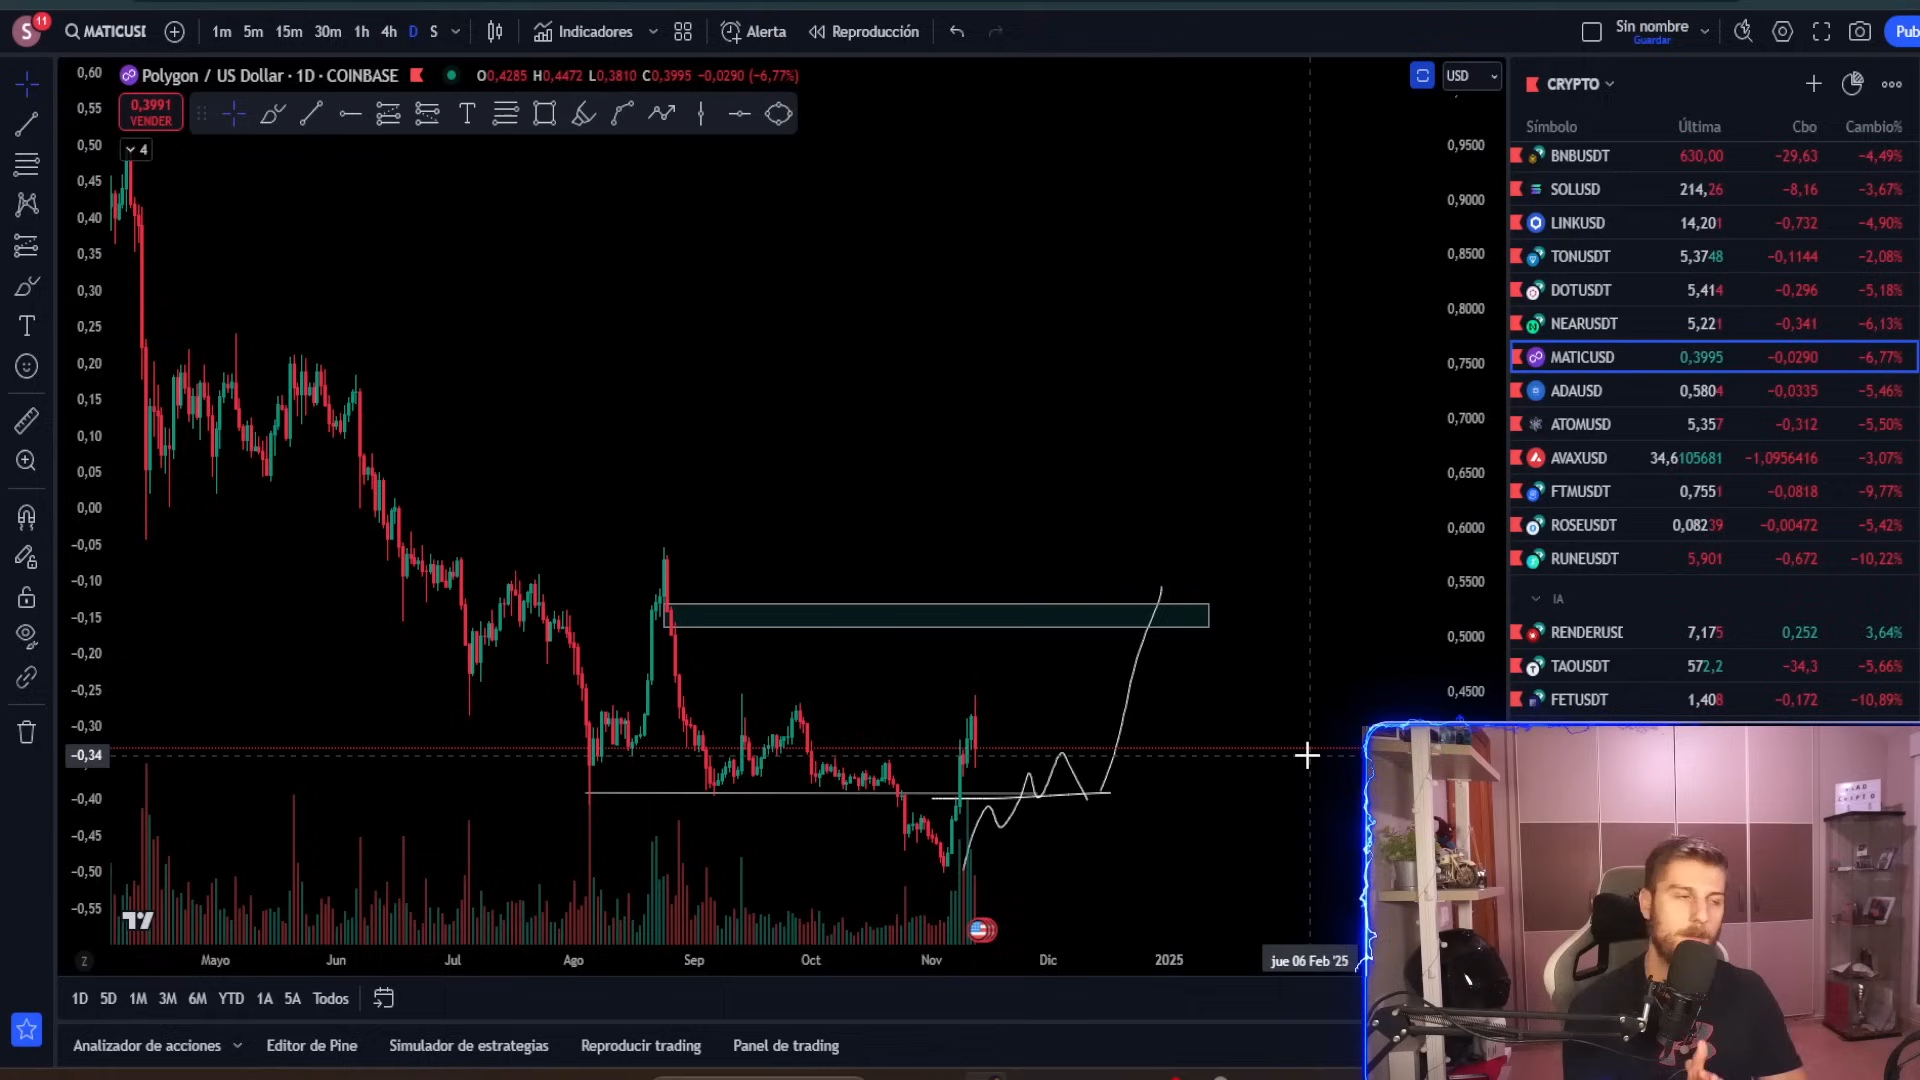 S 11 MATICUSI 1m 5m 15m 30m 1h 4h D S Indicadores Alerta Reproducción Sin nombre Guardar Pub
Polygon / US Dollar · 1D · COINBASE O0,4285 H0,4472 L0,3810 C0,3995 −0,0290 (−6,77%)
0,3991 VENDER
4
USD
0,60
0,55
0,50
0,45
0,40
0,35
0,30
0,25
0,20
0,15
0,10
0,05
0,00
−0,05
−0,10
−0,15
−0,20
−0,25
−0,30
−0,34
−0,40
−0,45
−0,50
−0,55
0,9500
0,9000
0,8500
0,8000
0,7500
0,7000
0,6500
0,6000
0,5500
0,5000
0,4500
Z Mayo Jun Jul Ago Sep Oct Nov Dic 2025 jue 06 Feb '25
1D 5D 1M 3M 6M YTD 1A 5A Todos
Analizador de acciones Editor de Pine Simulador de estrategias Reproducir trading Panel de trading
CRYPTO
Símbolo Última Cbo Cambio%
BNBUSDT 630,00 −29,63 −4,49%
SOLUSD 214,26 −8,16 −3,67%
LINKUSD 14,201 −0,732 −4,90%
TONUSDT 5,3748 −0,1144 −2,08%
DOTUSDT 5,414 −0,296 −5,18%
NEARUSDT 5,221 −0,341 −6,13%
MATICUSD 0,3995 −0,0290 −6,77%
ADAUSD 0,5804 −0,0335 −5,46%
ATOMUSD 5,357 −0,312 −5,50%
AVAXUSD 34,6105681 −1,0956416 −3,07%
FTMUSDT 0,7551 −0,0818 −9,77%
ROSEUSDT 0,08239 −0,00472 −5,42%
RUNEUSDT 5,901 −0,672 −10,22%
IA
RENDERUSD 7,175 0,252 3,64%
TAOUSDT 572,2 −34,3 −5,66%
FETUSDT 1,408 −0,172 −10,89%